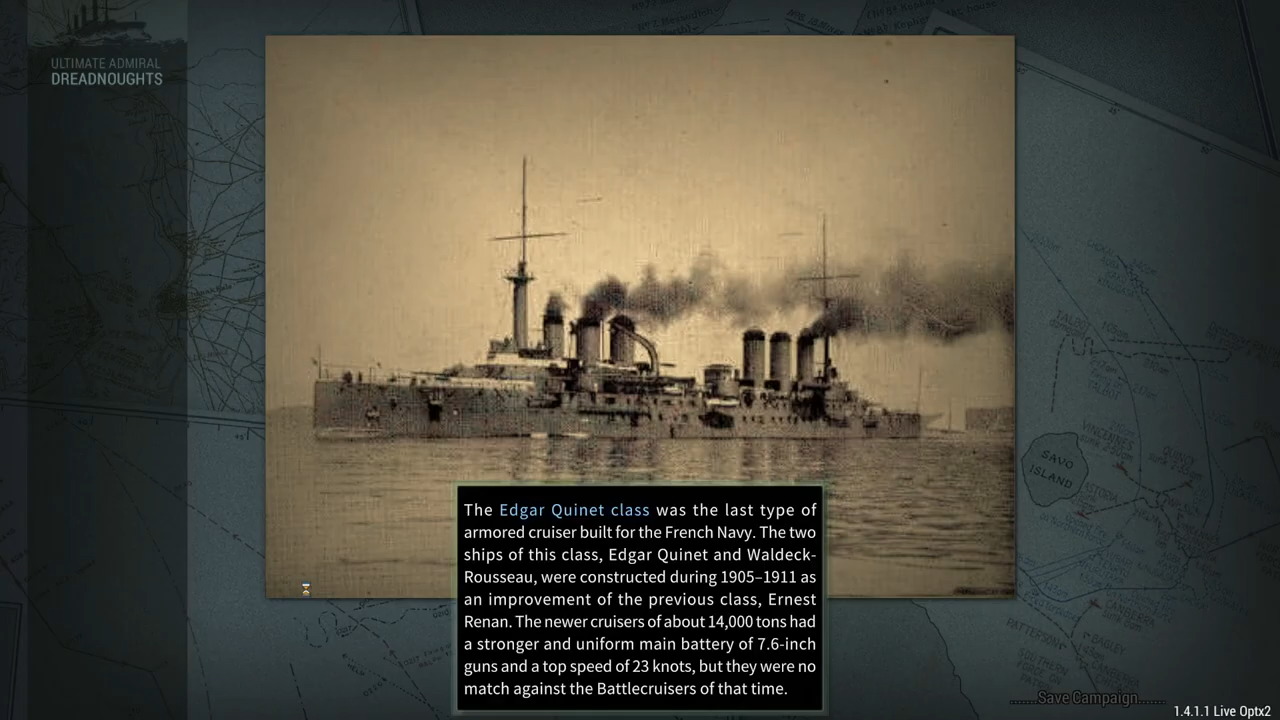 ULTIMATE ADMIRAL
DREADNOUGHTS
SAVO
ISLAND
The Edgar Quinet class was the last type of
armored cruiser built for the French Navy. The two
ships of this class, Edgar Quinet and Waldeck-
Rousseau, were constructed during 1905–1911 as
an improvement of the previous class, Ernest
Renan. The newer cruisers of about 14,000 tons had
a stronger and uniform main battery of 7.6-inch
guns and a top speed of 23 knots, but they were no
match against the Battlecruisers of that time.
.......Save Campaign.......
1.4.1.1 Live Optx2